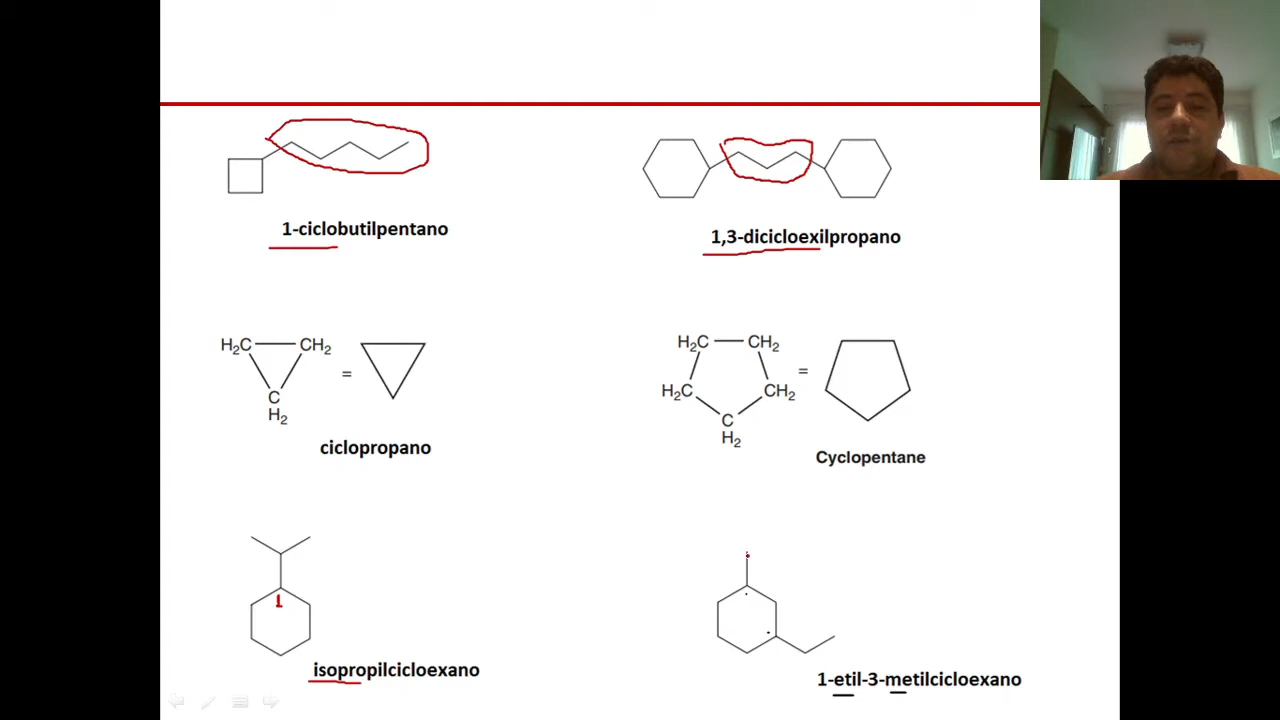 1-ciclobutilpentano
1,3-dicicloexilpropano
H₂C CH₂
=
C
H₂
ciclopropano
H₂C CH₂
=
H₂C CH₂
C
H₂
Cyclopentane
1
isopropilcicloexano
1-etil-3-metilcicloexano